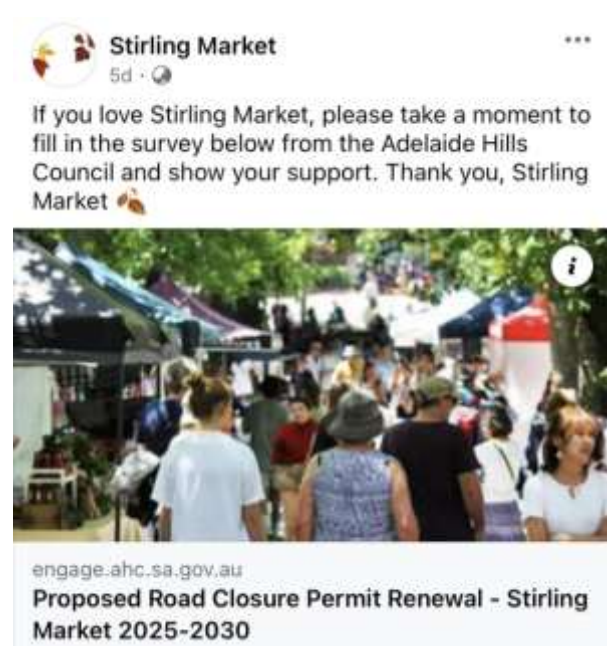 Stirling Market
5d ·
If you love Stirling Market, please take a moment to
fill in the survey below from the Adelaide Hills
Council and show your support. Thank you, Stirling
Market 🍂
i
engage.ahc.sa.gov.au
Proposed Road Closure Permit Renewal - Stirling
Market 2025-2030